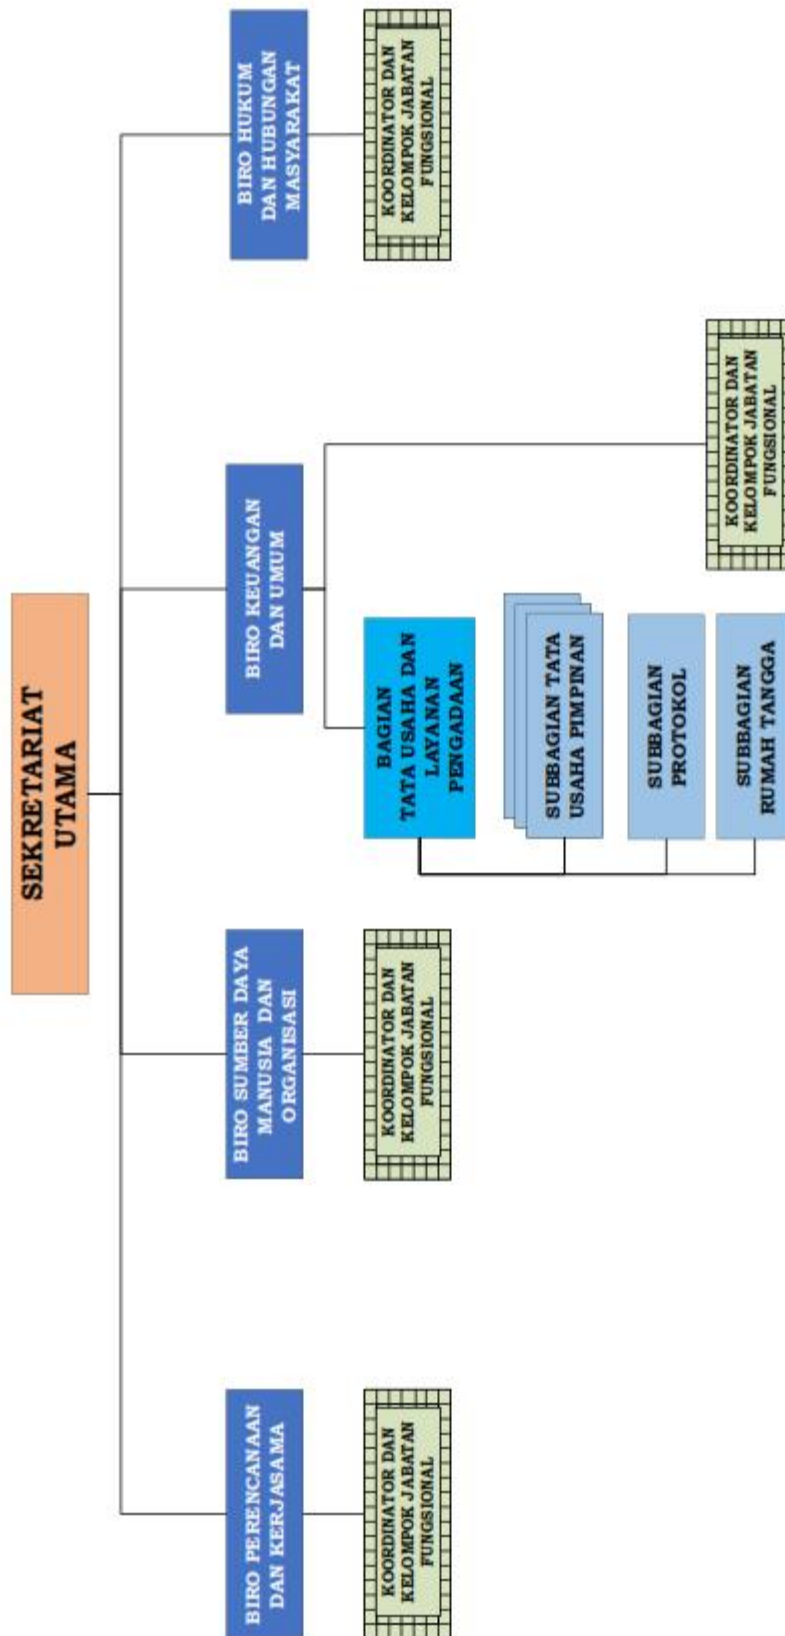 SEKRETARIAT
UTAMA
BIRO PERENCANAAN
DAN KERJASAMA
BIRO SUMBER DAYA
MANUSIA DAN
ORGANISASI
BIRO KEUANGAN
DAN UMUM
BIRO HUKUM
DAN HUBUNGAN
MASYARAKAT
KOORDINATOR DAN
KELOMPOK JABATAN
FUNGSIONAL
KOORDINATOR DAN
KELOMPOK JABATAN
FUNGSIONAL
BAGIAN
TATA USAHA DAN
LAYANAN
PENGADAAN
KOORDINATOR DAN
KELOMPOK JABATAN
FUNGSIONAL
SUBBAGIAN TATA
USAHA PIMPINAN
SUBBAGIAN
PROTOKOL
SUBBAGIAN
RUMAH TANGGA
KOORDINATOR DAN
KELOMPOK JABATAN
FUNGSIONAL